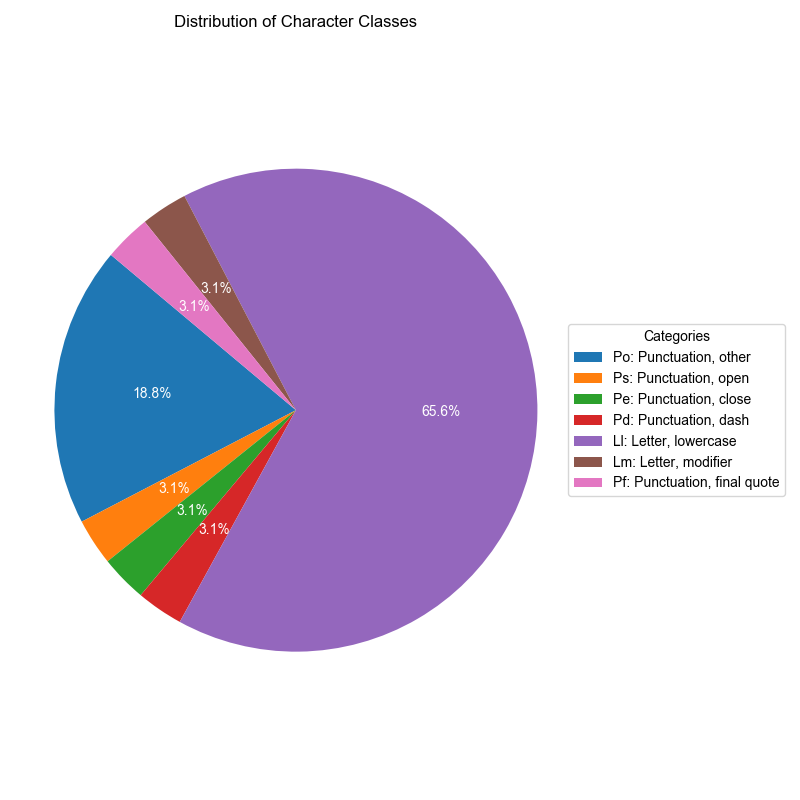 Distribution of Character Classes
3.1%
3.1%
18.8%
65.6%
3.1%
3.1%
3.1%
Categories
Po: Punctuation, other
Ps: Punctuation, open
Pe: Punctuation, close
Pd: Punctuation, dash
Ll: Letter, lowercase
Lm: Letter, modifier
Pf: Punctuation, final quote